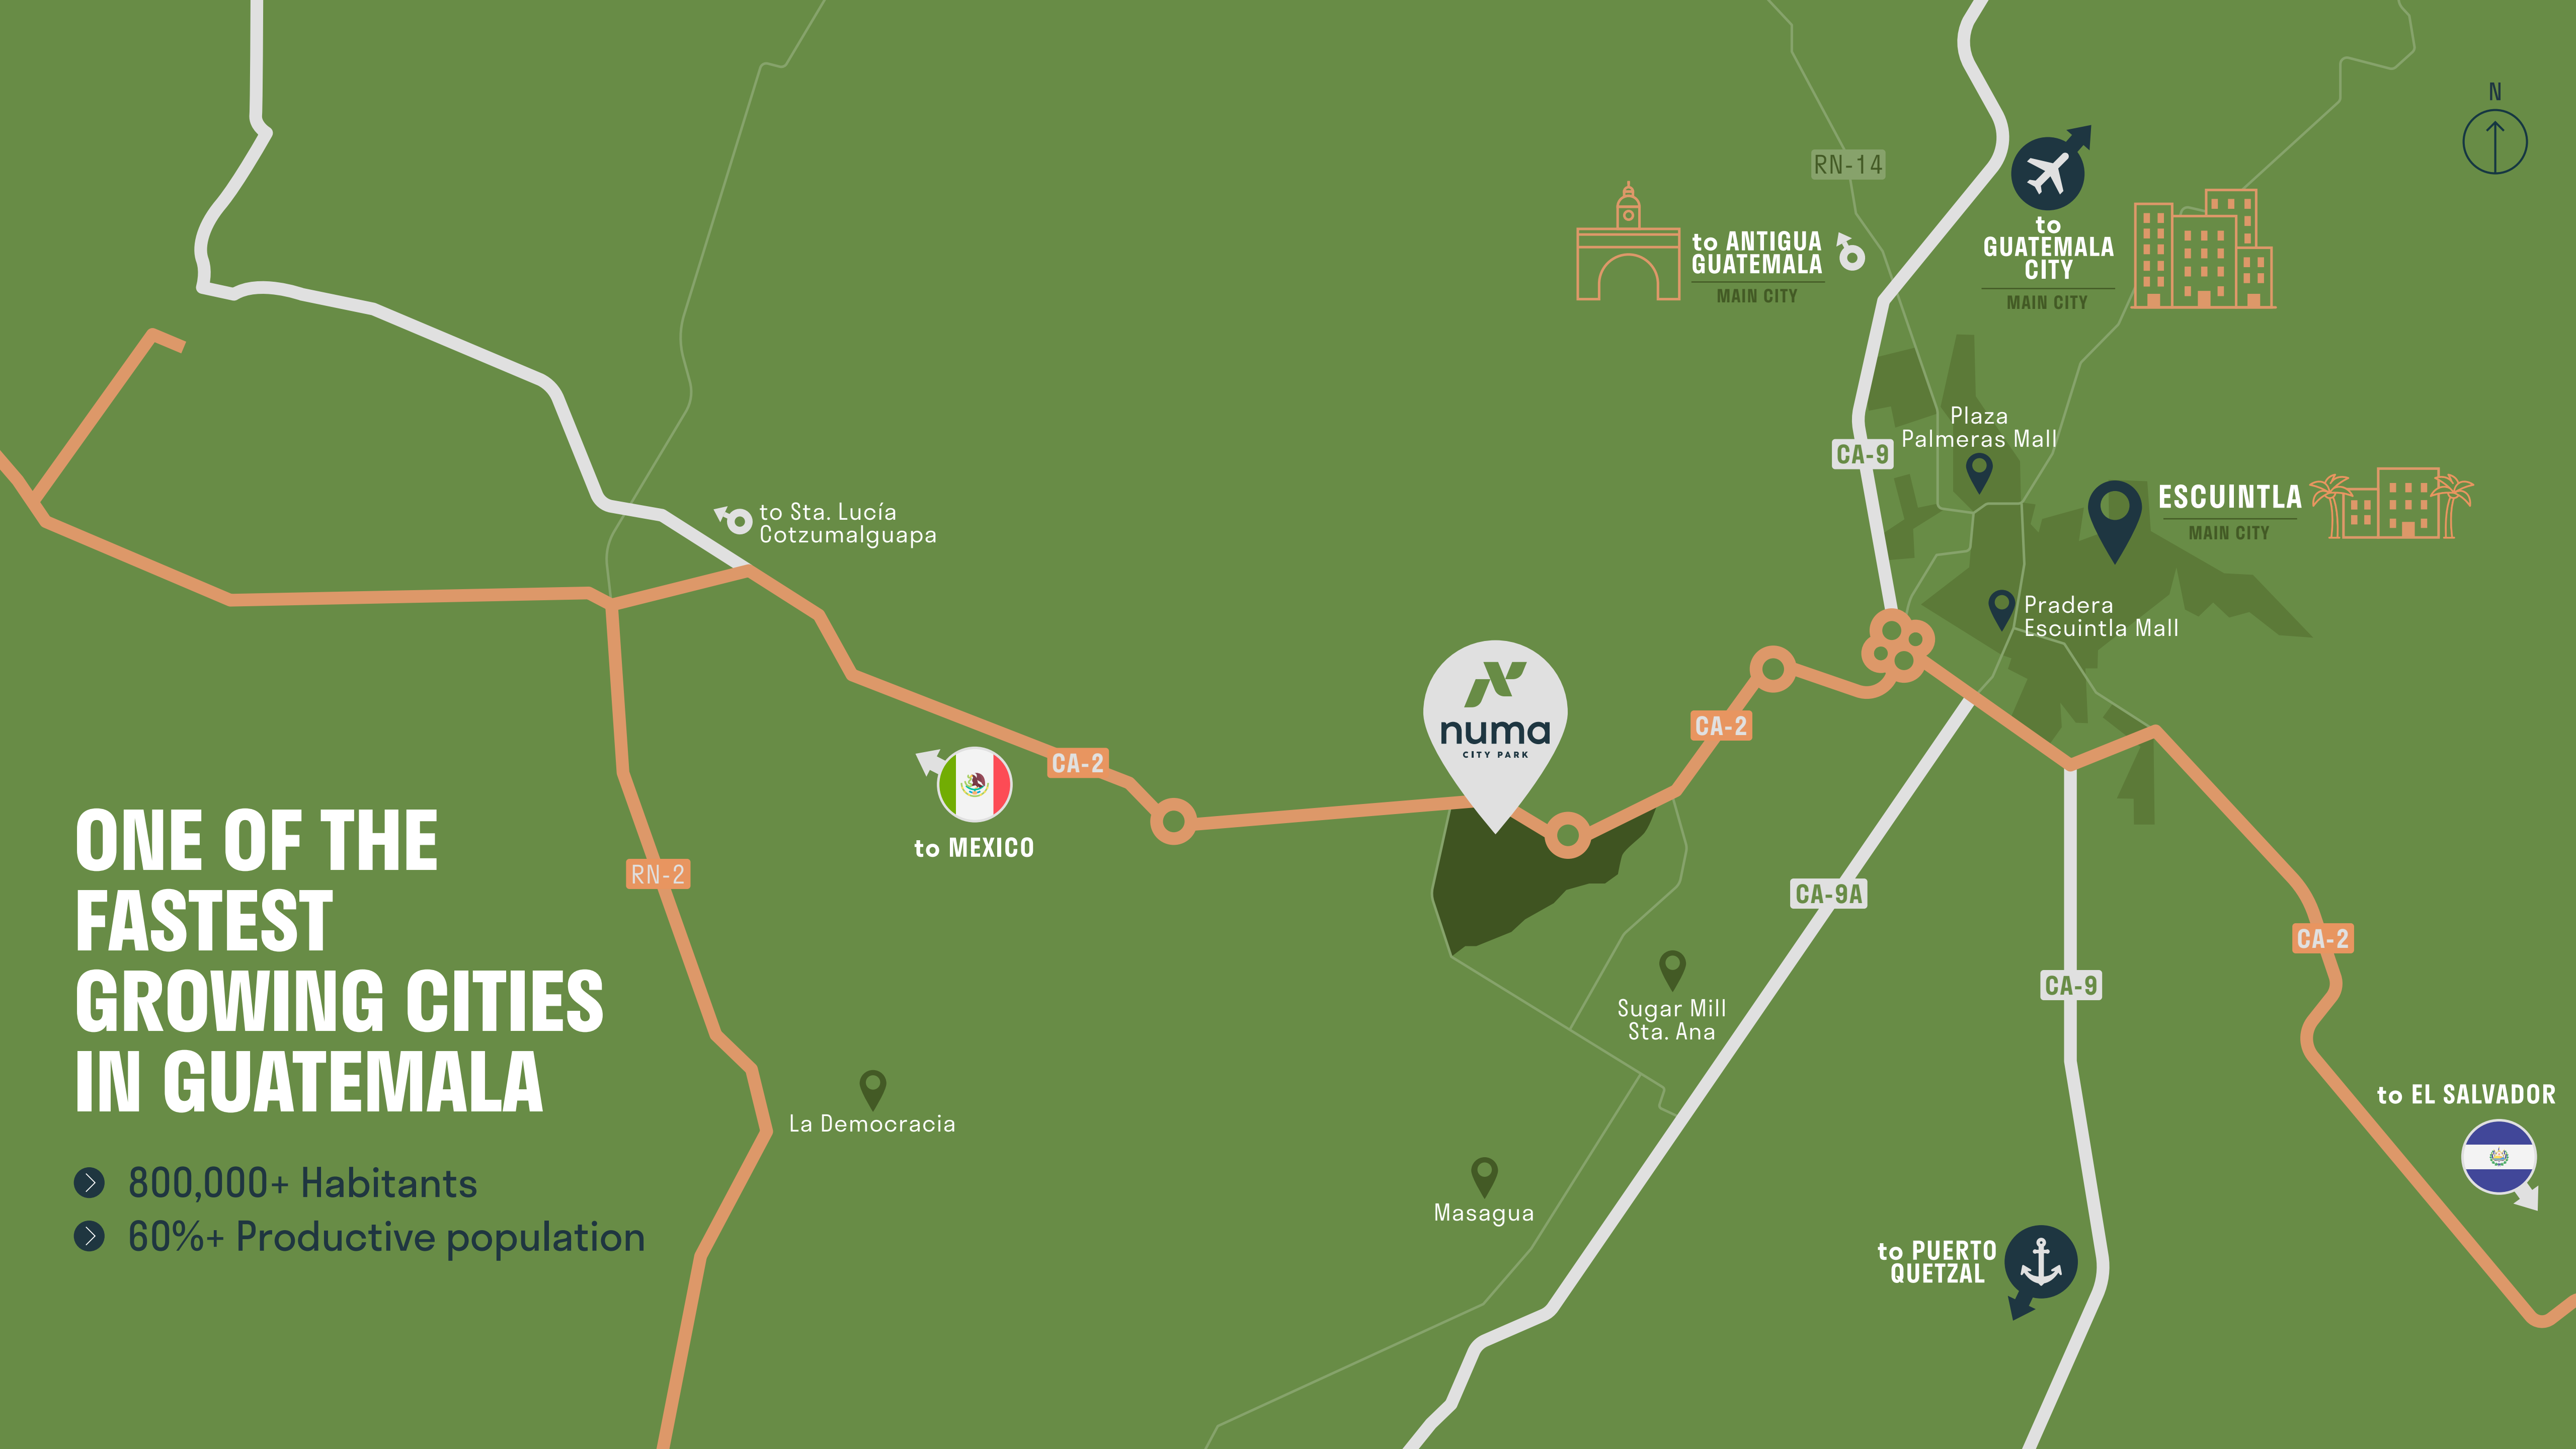 N
RN-14
to ANTIGUA
GUATEMALA
MAIN CITY
to
GUATEMALA
CITY
MAIN CITY
Plaza
Palmeras Mall
CA-9
ESCUINTLA
MAIN CITY
to Sta. Lucía
Cotzumalguapa
Pradera
Escuintla Mall
numa
CITY PARK
CA-2
CA-2
to MEXICO
ONE OF THE
FASTEST
GROWING CITIES
IN GUATEMALA
RN-2
CA-9A
CA-2
CA-9
Sugar Mill
Sta. Ana
La Democracia
to EL SALVADOR
Masagua
to PUERTO
QUETZAL
800,000+ Habitants
60%+ Productive population